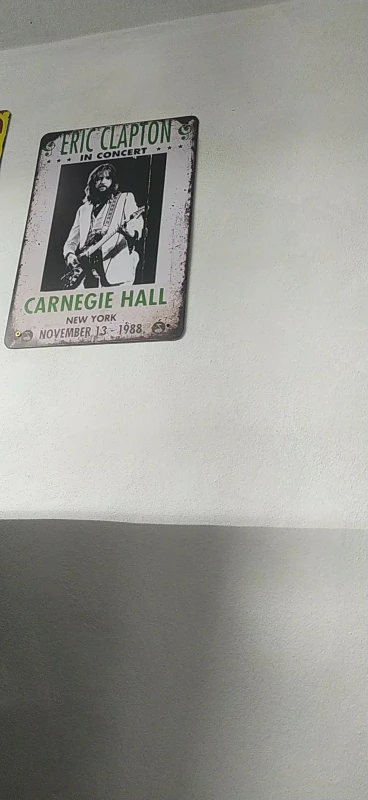 ERIC CLAPTON
IN CONCERT
CARNEGIE HALL
NEW YORK
NOVEMBER 13 - 1988